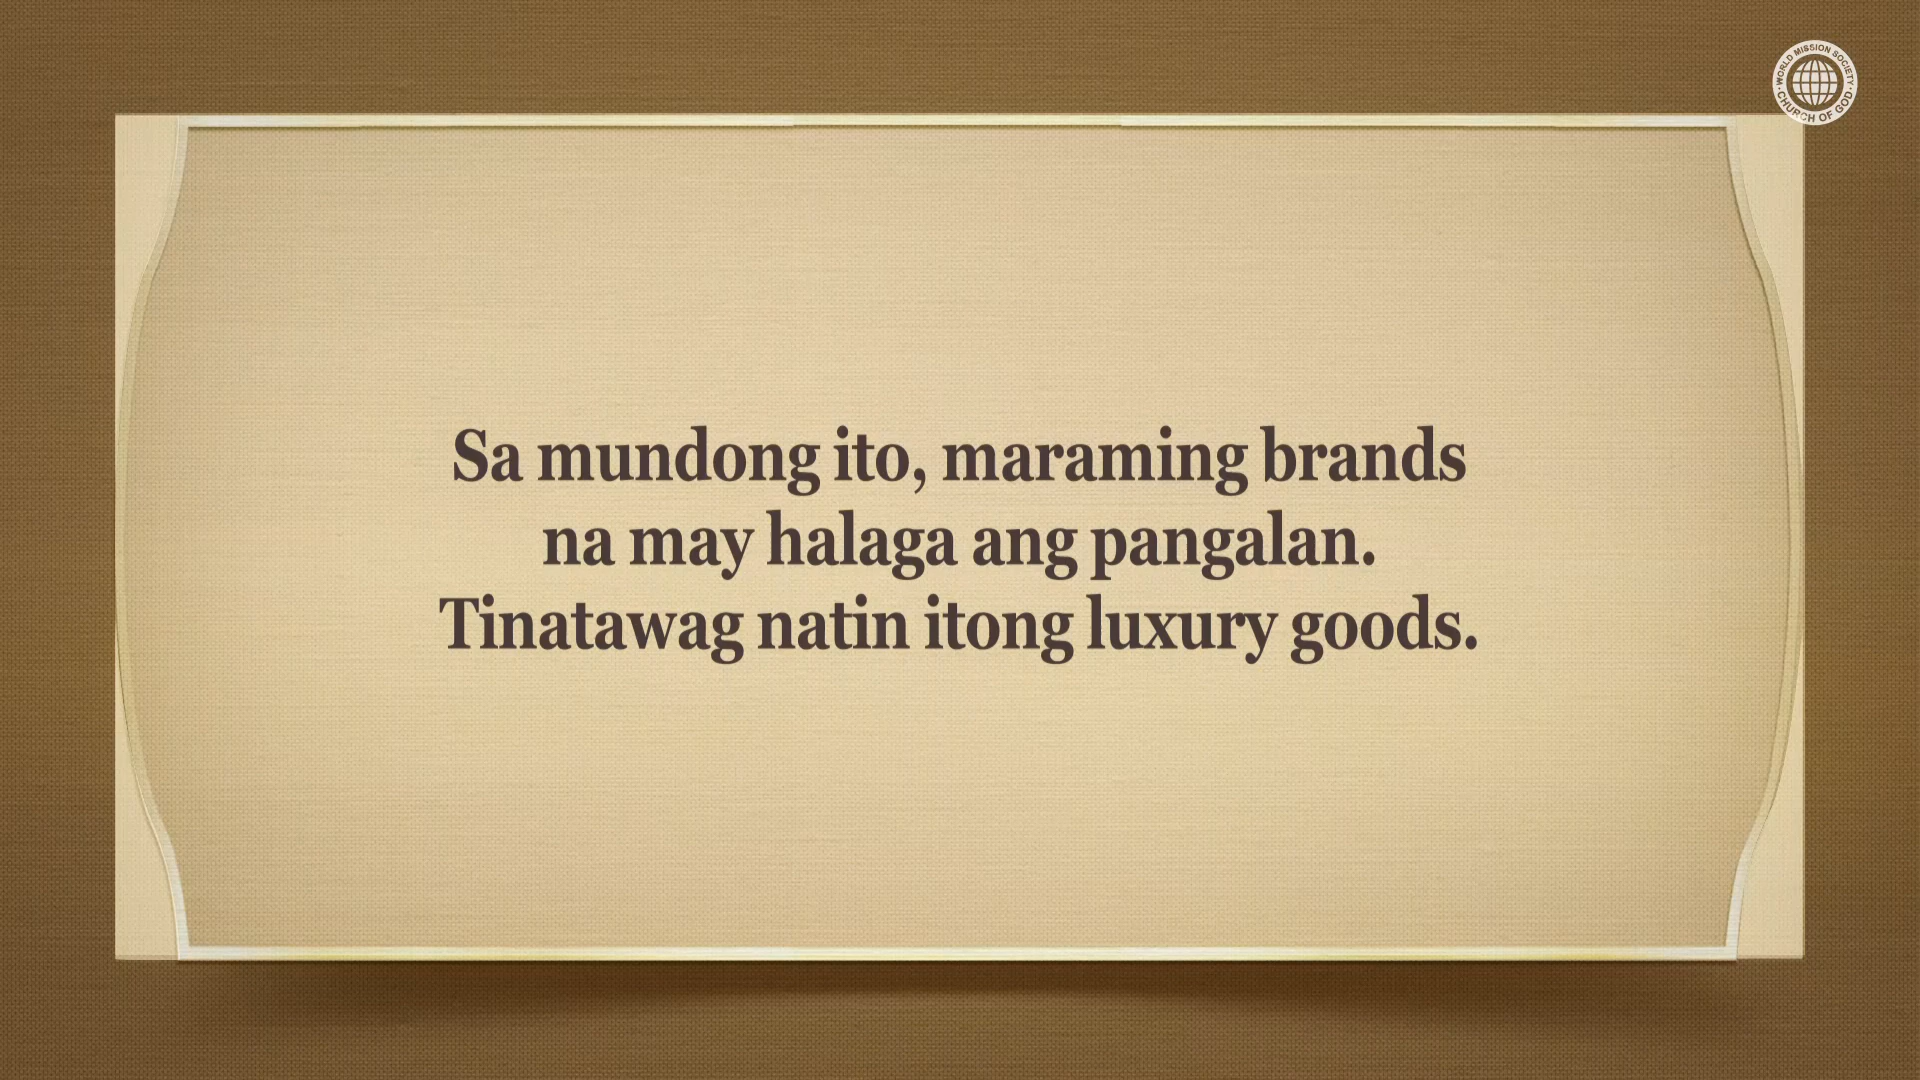 WORLD MISSION SOCIETY
CHURCH OF GOD
Sa mundong ito, maraming brands
na may halaga ang pangalan.
Tinatawag natin itong luxury goods.